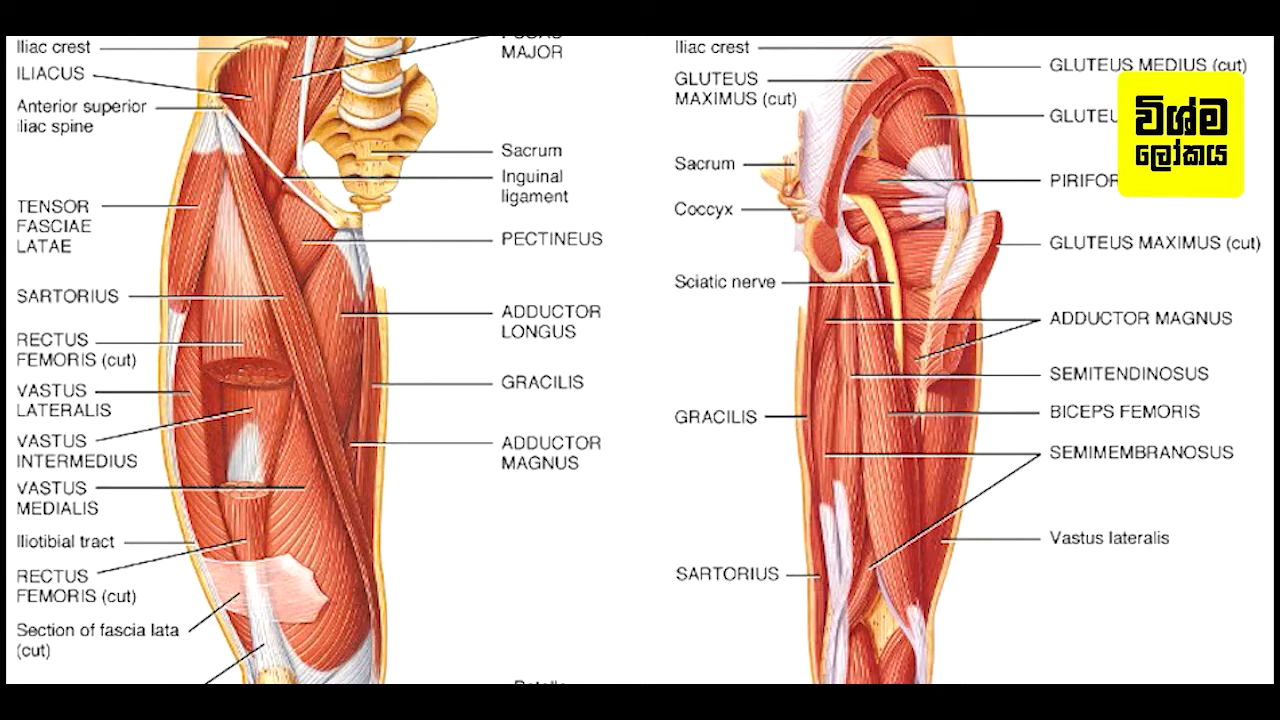 Iliac crest
ILIACUS
Anterior superior
iliac spine
TENSOR
FASCIAE
LATAE
SARTORIUS
RECTUS
FEMORIS (cut)
VASTUS
LATERALIS
VASTUS
INTERMEDIUS
VASTUS
MEDIALIS
Iliotibial tract
RECTUS
FEMORIS (cut)
Section of fascia lata
(cut)
MAJOR
Sacrum
Inguinal
ligament
PECTINEUS
ADDUCTOR
LONGUS
GRACILIS
ADDUCTOR
MAGNUS
Iliac crest
GLUTEUS
MAXIMUS (cut)
Sacrum
Coccyx
Sciatic nerve
GRACILIS
SARTORIUS
GLUTEUS MEDIUS (cut)
GLUTEU
PIRIFOR
GLUTEUS MAXIMUS (cut)
ADDUCTOR MAGNUS
SEMITENDINOSUS
BICEPS FEMORIS
SEMIMEMBRANOSUS
Vastus lateralis
විශ්ම
ලෝකය